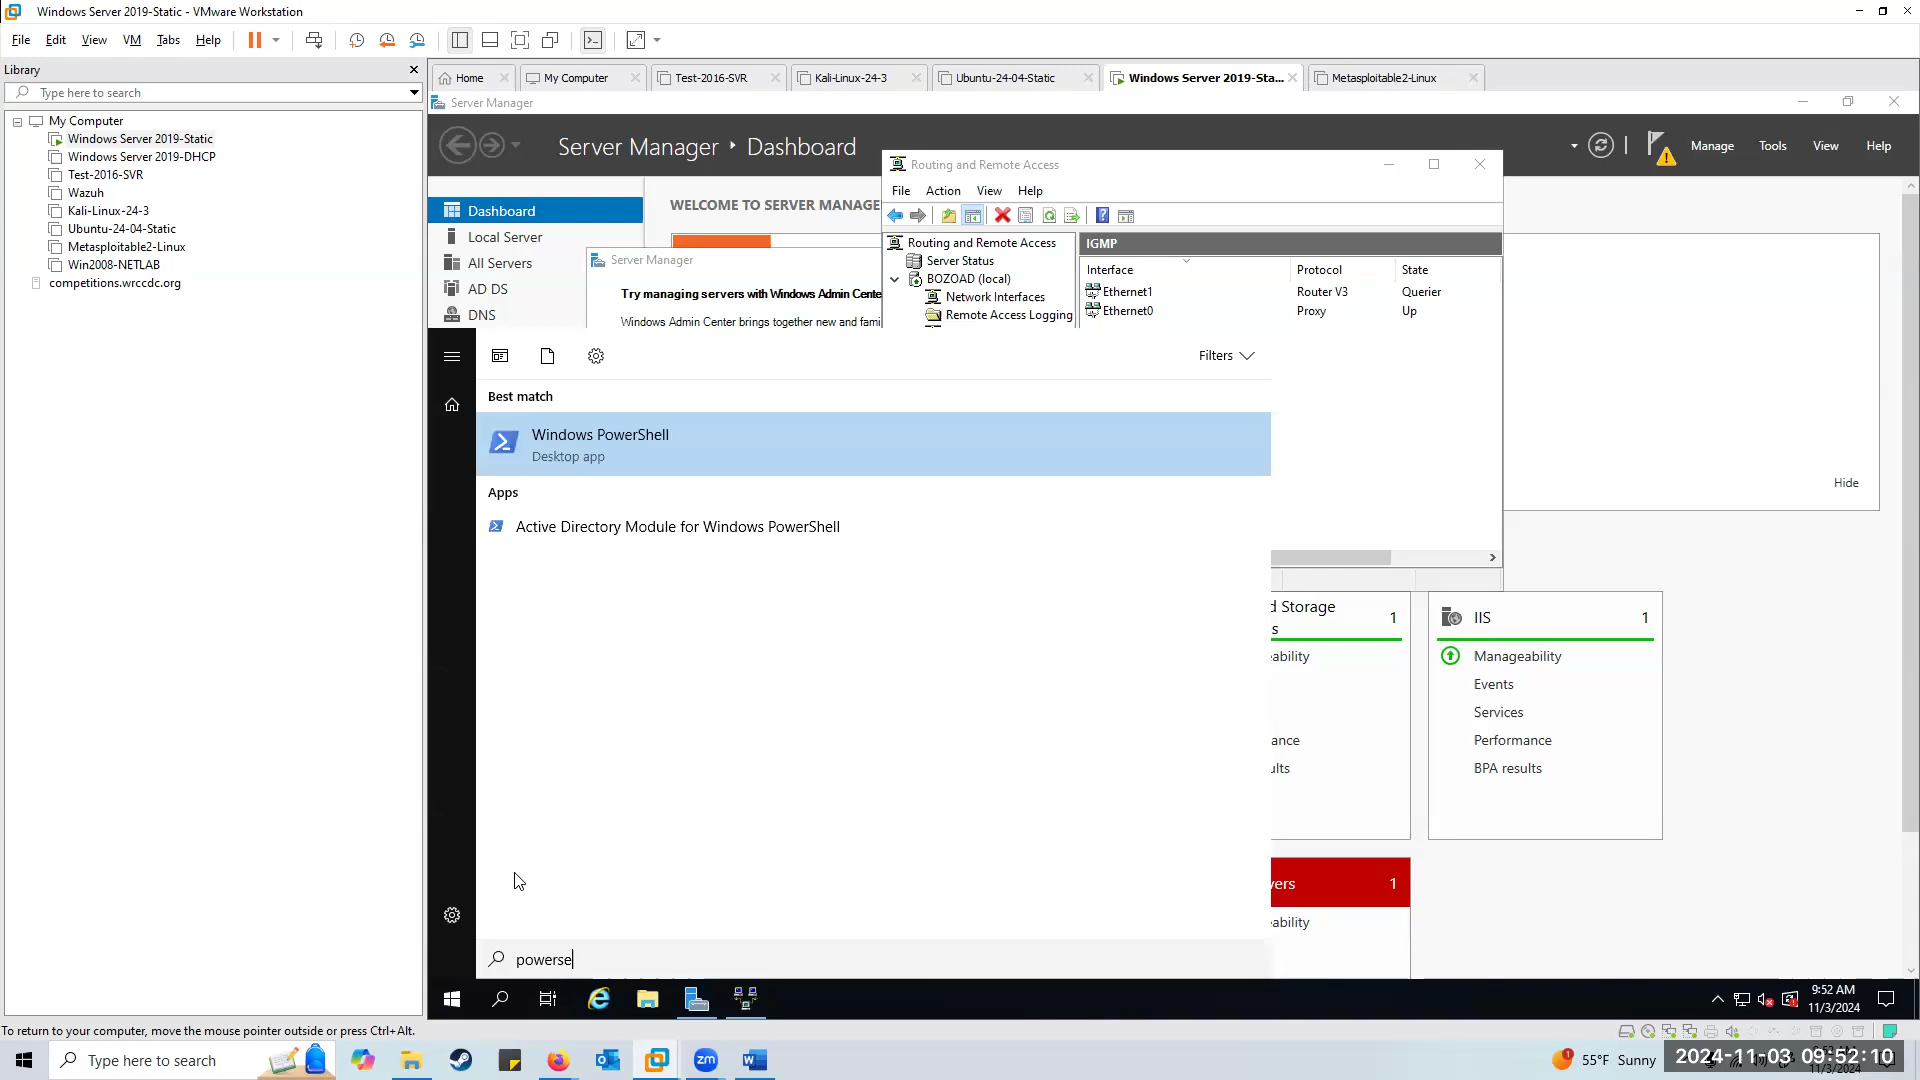 Windows Server 2019-Static - VMware Workstation
File Edit View VM Tabs Help
Library
Type here to search
My Computer
Windows Server 2019-Static
Windows Server 2019-DHCP
Test-2016-SVR
Wazuh
Kali-Linux-24-3
Ubuntu-24-04-Static
Metasploitable2-Linux
Win2008-NETLAB
competitions.wrccdc.org
Home My Computer Test-2016-SVR Kali-Linux-24-3 Ubuntu-24-04-Static Windows Server 2019-Sta... Metasploitable2-Linux
Server Manager
Server Manager Dashboard
Manage Tools View Help
Dashboard
Local Server
All Servers
AD DS
DNS
WELCOME TO SERVER MANAGE
Server Manager
Try managing servers with Windows Admin Cente
Windows Admin Center brings together new and fami
Routing and Remote Access
File Action View Help
Routing and Remote Access
Server Status
BOZOAD (local)
Network Interfaces
Remote Access Logging
IGMP
Interface Protocol State
Ethernet1 Router V3 Querier
Ethernet0 Proxy Up
Filters
Best match
Windows PowerShell
Desktop app
Apps
Active Directory Module for Windows PowerShell
powerse
Hide
d Storage 1
s
eability
ance
ults
IIS 1
Manageability
Events
Services
Performance
BPA results
vers 1
eability
9:52 AM
11/3/2024
To return to your computer, move the mouse pointer outside or press Ctrl+Alt.
Type here to search
zm
1
55°F Sunny
2024-11-03 09:52:10